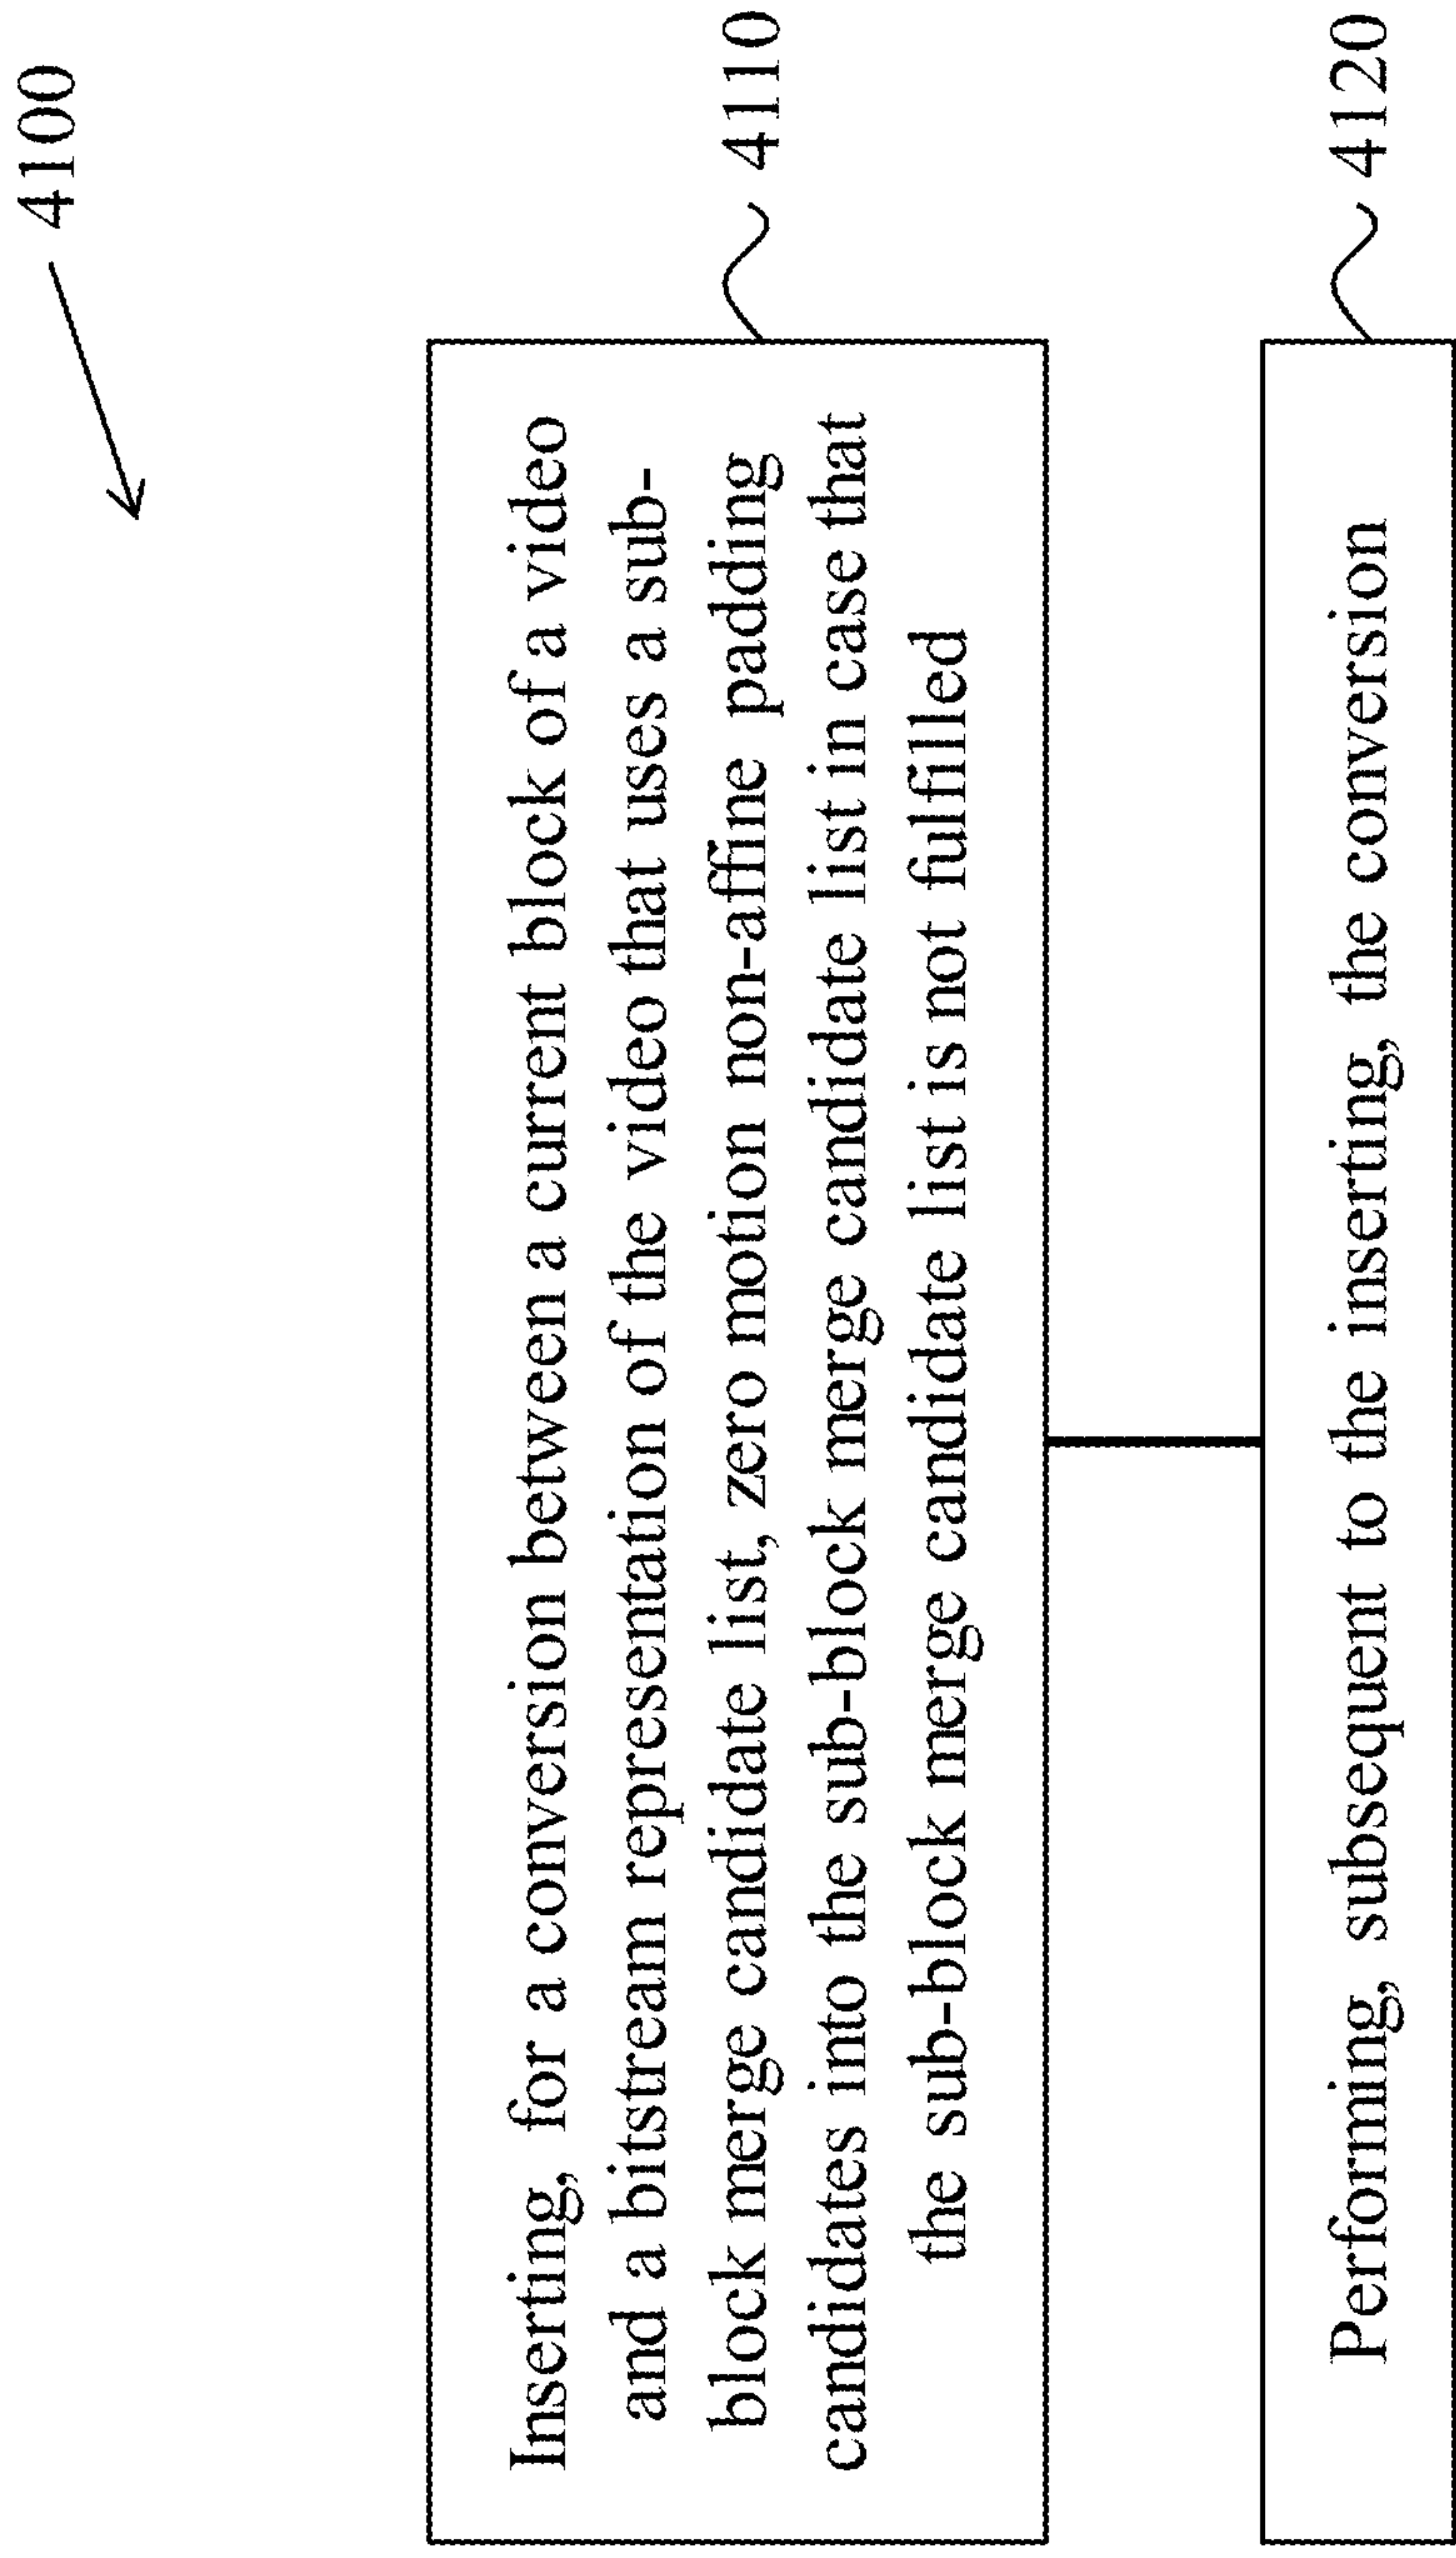 4100
Inserting, for a conversion between a current block of a video
and a bitstream representation of the video that uses a sub-
block merge candidate list, zero motion non-affine padding
candidates into the sub-block merge candidate list in case that
the sub-block merge candidate list is not fulfilled
4110
Performing, subsequent to the inserting, the conversion
4120